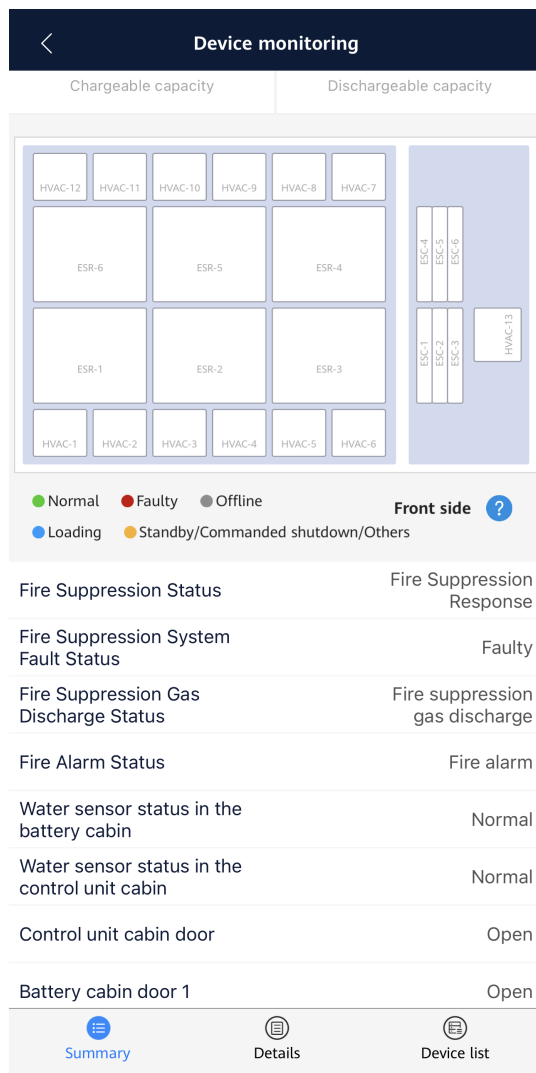 Device monitoring
Chargeable capacity
Dischargeable capacity
HVAC-12
HVAC-11
HVAC-10
HVAC-9
HVAC-8
HVAC-7
ESR-6
ESR-5
ESR-4
ESC-4
ESC-5
ESC-6
ESR-1
ESR-2
ESR-3
ESC-1
ESC-2
ESC-3
HVAC-13
HVAC-1
HVAC-2
HVAC-3
HVAC-4
HVAC-5
HVAC-6
Normal
Faulty
Offline
Front side
?
Loading
Standby/Commanded shutdown/Others
Fire Suppression Status
Fire Suppression
Response
Fire Suppression System
Fault Status
Faulty
Fire Suppression Gas
Discharge Status
Fire suppression
gas discharge
Fire Alarm Status
Fire alarm
Water sensor status in the
battery cabin
Normal
Water sensor status in the
control unit cabin
Normal
Control unit cabin door
Open
Battery cabin door 1
Open
Summary
Details
Device list